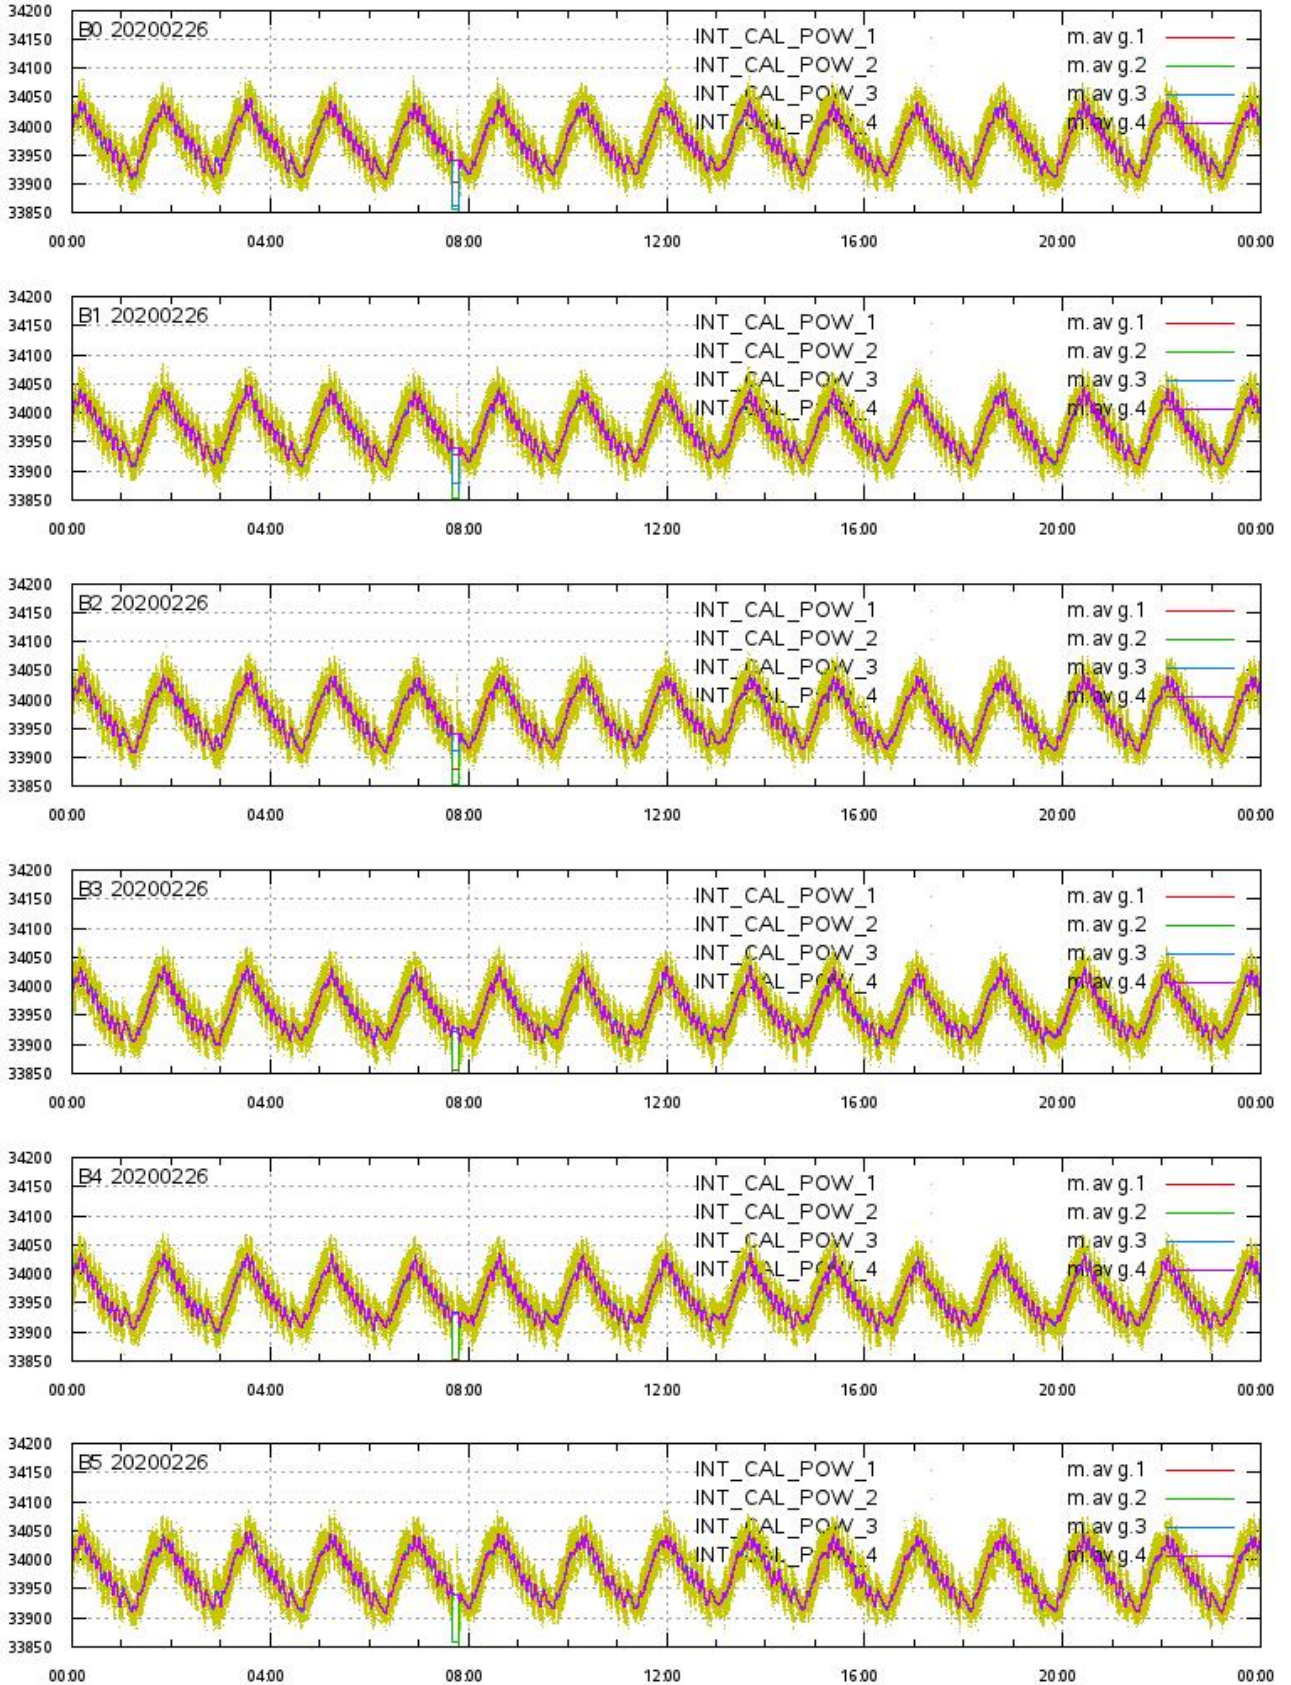 34200
B0 20200226 INT_CAL_POW_1 m.avg.1
34150
INT_CAL_POW_2 m.avg.2
34100
INT_CAL_POW_3 m.avg.3
34050
INT_CAL_POW_4 m.avg.4
34000
33950
33900
33850
00:00 04:00 08:00 12:00 16:00 20:00 00:00
34200
B1 20200226 INT_CAL_POW_1 m.avg.1
34150
INT_CAL_POW_2 m.avg.2
34100
INT_CAL_POW_3 m.avg.3
34050
INT_CAL_POW_4 m.avg.4
34000
33950
33900
33850
00:00 04:00 08:00 12:00 16:00 20:00 00:00
34200
B2 20200226 INT_CAL_POW_1 m.avg.1
34150
INT_CAL_POW_2 m.avg.2
34100
INT_CAL_POW_3 m.avg.3
34050
INT_CAL_POW_4 m.avg.4
34000
33950
33900
33850
00:00 04:00 08:00 12:00 16:00 20:00 00:00
34200
B3 20200226 INT_CAL_POW_1 m.avg.1
34150
INT_CAL_POW_2 m.avg.2
34100
INT_CAL_POW_3 m.avg.3
34050
INT_CAL_POW_4 m.avg.4
34000
33950
33900
33850
00:00 04:00 08:00 12:00 16:00 20:00 00:00
34200
B4 20200226 INT_CAL_POW_1 m.avg.1
34150
INT_CAL_POW_2 m.avg.2
34100
INT_CAL_POW_3 m.avg.3
34050
INT_CAL_POW_4 m.avg.4
34000
33950
33900
33850
00:00 04:00 08:00 12:00 16:00 20:00 00:00
34200
B5 20200226 INT_CAL_POW_1 m.avg.1
34150
INT_CAL_POW_2 m.avg.2
34100
INT_CAL_POW_3 m.avg.3
34050
INT_CAL_POW_4 m.avg.4
34000
33950
33900
33850
00:00 04:00 08:00 12:00 16:00 20:00 00:00